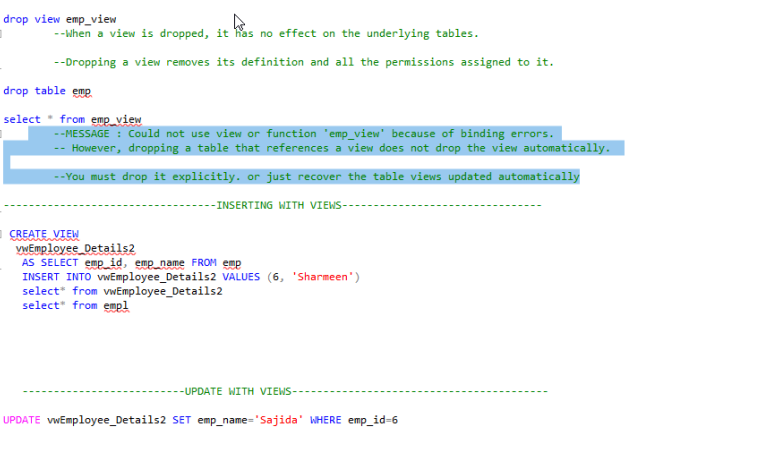 drop view emp_view
--When a view is dropped, it has no effect on the underlying tables.
--Dropping a view removes its definition and all the permissions assigned to it.
drop table emp
select * from emp_view
--MESSAGE : Could not use view or function 'emp_view' because of binding errors.
-- However, dropping a table that references a view does not drop the view automatically.
--You must drop it explicitly. or just recover the table views updated automatically
----------------------------------INSERTING WITH VIEWS--------------------------------
CREATE VIEW
vwEmployee_Details2
AS SELECT emp_id, emp_name FROM emp
INSERT INTO vwEmployee_Details2 VALUES (6, 'Sharmeen')
select* from vwEmployee_Details2
select* from empl
--------------------------UPDATE WITH VIEWS-----------------------------------------
UPDATE vwEmployee_Details2 SET emp_name='Sajida' WHERE emp_id=6